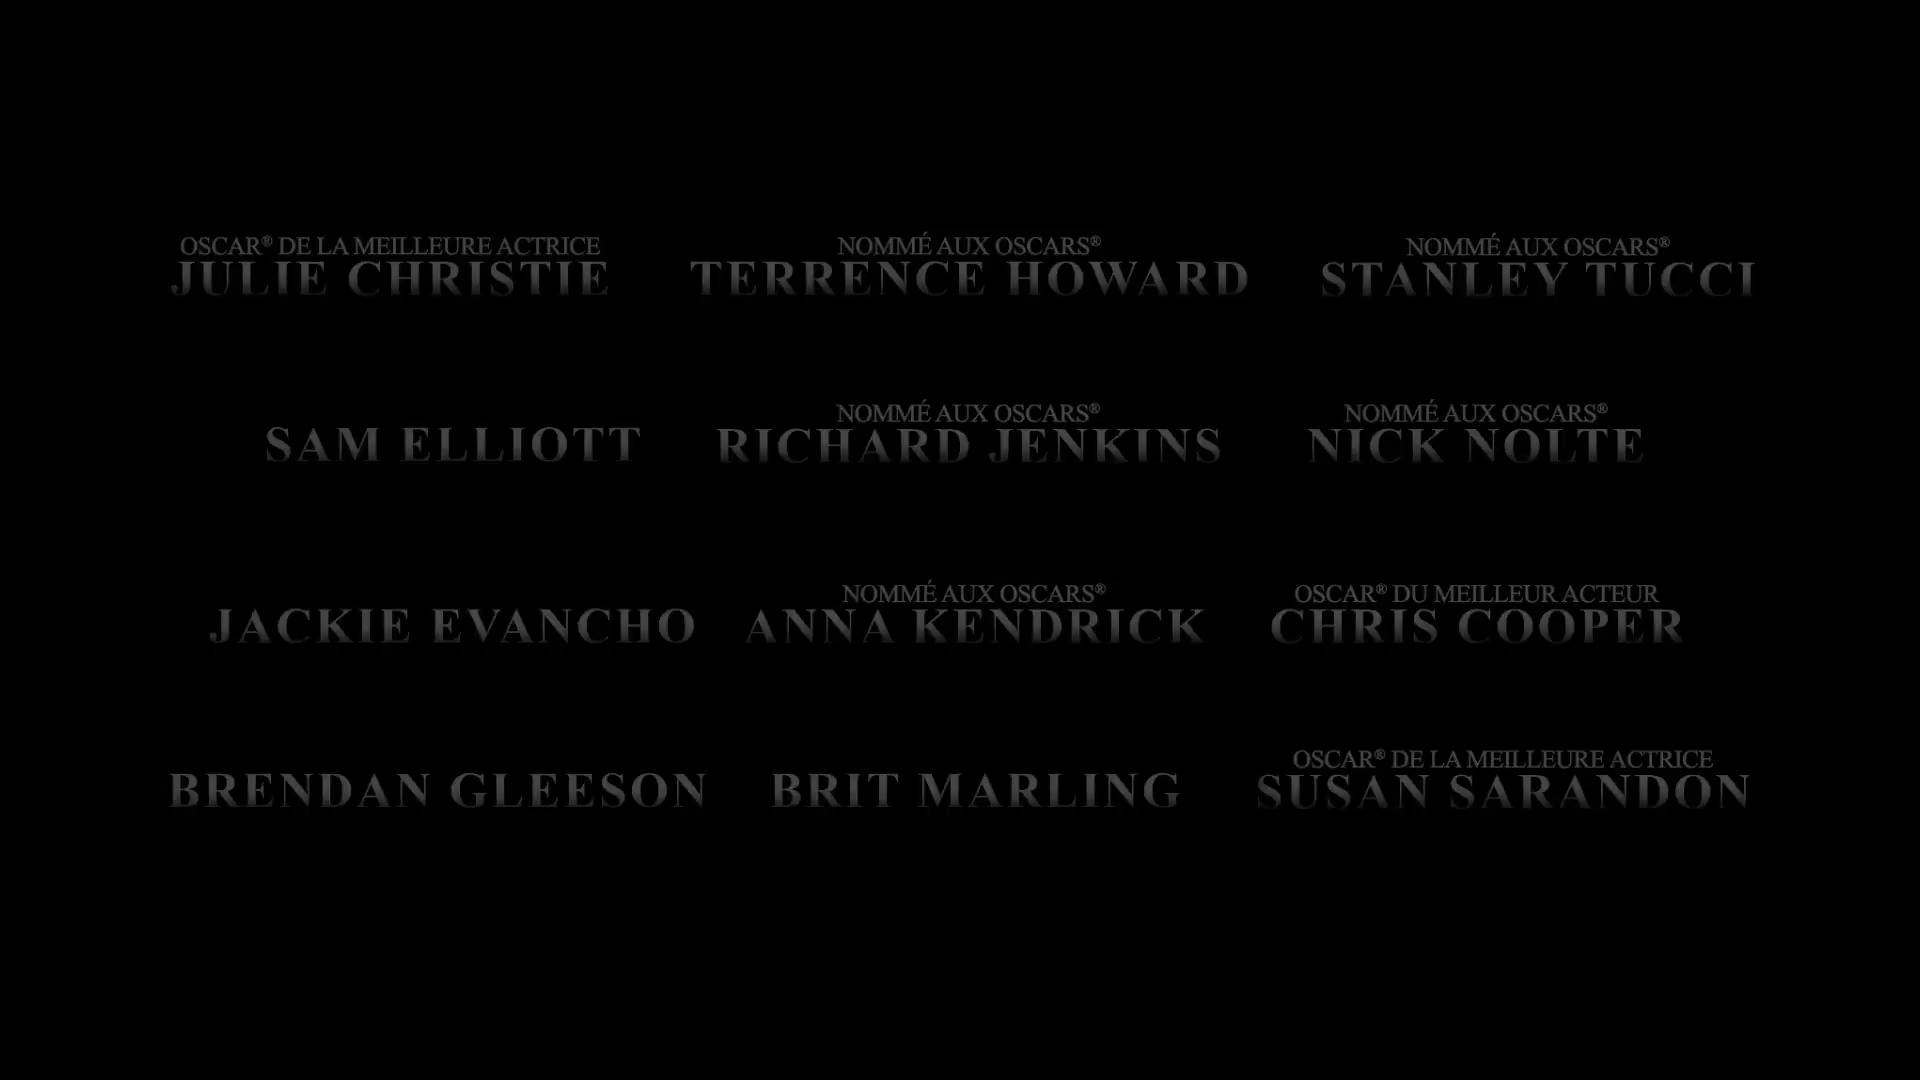 OSCAR® DE LA MEILLEURE ACTRICE
JULIE CHRISTIE
NOMMÉ AUX OSCARS®
TERRENCE HOWARD
NOMMÉ AUX OSCARS®
STANLEY TUCCI
SAM ELLIOTT
NOMMÉ AUX OSCARS®
RICHARD JENKINS
NOMMÉ AUX OSCARS®
NICK NOLTE
JACKIE EVANCHO
NOMMÉ AUX OSCARS®
ANNA KENDRICK
OSCAR® DU MEILLEUR ACTEUR
CHRIS COOPER
BRENDAN GLEESON
BRIT MARLING
OSCAR® DE LA MEILLEURE ACTRICE
SUSAN SARANDON